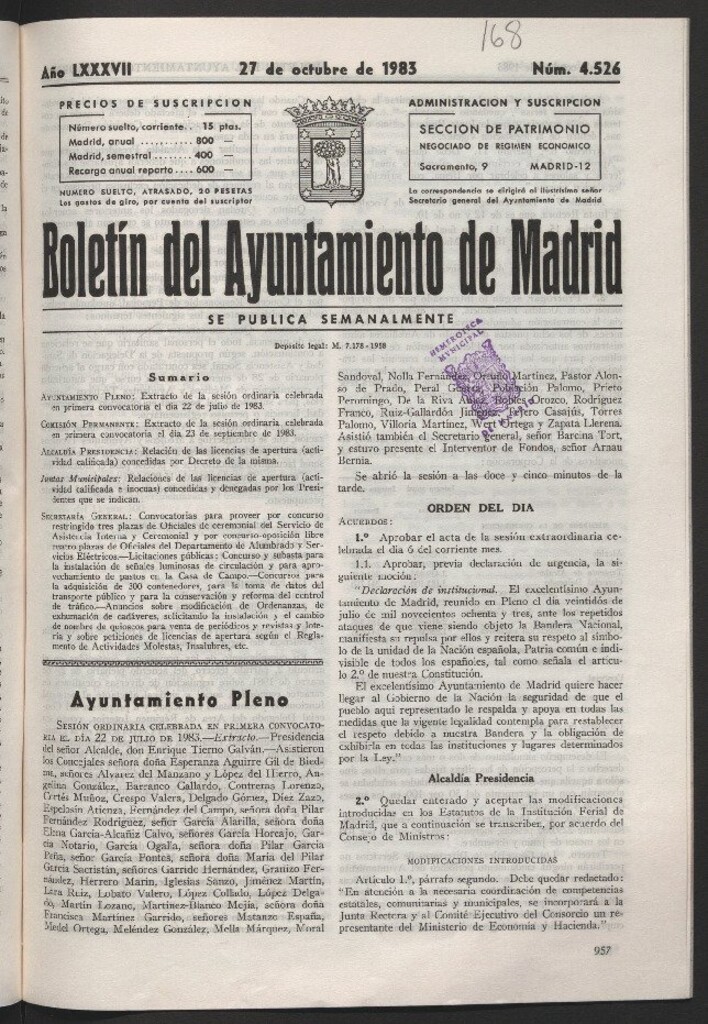 168
Año LXXXVII 27 de octubre de 1983 Núm. 4.526
PRECIOS DE SUSCRIPCION
Número suelto, corriente. . 15 ptas.
Madrid, anual ........... 800 —
Madrid, semestral ........ 400 —
Recargo anual reparto.... 600 —
NUMERO SUELTO, ATRASADO, 20 PESETAS
Los gastos de giro, por cuenta del suscriptor
ADMINISTRACION Y SUSCRIPCION
SECCION DE PATRIMONIO
NEGOCIADO DE REGIMEN ECONOMICO
Sacramento, 9 MADRID-12
La correspondencia se dirigirá al ilustrísimo señor
Secretario general del Ayuntamiento de Madrid
Boletín del Ayuntamiento de Madrid
SE PUBLICA SEMANALMENTE
Depósito legal: M. 7.178-1958
HEMEROTECA
MUNICIPAL
DE MADRID
Sumario
AYUNTAMIENTO PLENO: Extracto de la sesión ordinaria celebrada
en primera convocatoria el día 22 de julio de 1983.
COMISIÓN PERMANENTE: Extracto de la sesión ordinaria celebrada
en primera convocatoria el día 23 de septiembre de 1983.
ALCALDÍA PRESIDENCIA: Relación de las licencias de apertura (acti-
vidad calificada) concedidas por Decreto de la misma.
Juntas Municipales: Relaciones de las licencias de apertura (acti-
vidad calificada e inocuas) concedidas y denegadas por los Presi-
dentes que se indican.
SECRETARÍA GENERAL: Convocatorias para proveer por concurso
restringido tres plazas de Oficiales de ceremonial del Servicio de
Asistencia Interna y Ceremonial y por concurso-oposición libre
cuatro plazas de Oficiales del Departamento de Alumbrado y Ser-
vicios Eléctricos.—Licitaciones públicas: Concurso y subasta para
la instalación de señales luminosas de circulación y para apro-
vechamiento de pastos en la Casa de Campo.—Concursos para
la adquisición de 300 contenedores, para la toma de datos del
transporte público y para la conservación y reforma del control
de tráfico.—Anuncios sobre modificación de Ordenanzas, de
exhumación de cadáveres, solicitando la instalación y el cambio
de nombre de quioscos para venta de periódicos y revistas y lote-
ría y sobre peticiones de licencias de apertura según el Regla-
mento de Actividades Molestas, Insalubres, etc.
Ayuntamiento Pleno
SESIÓN ORDINARIA CELEBRADA EN PRIMERA CONVOCATO-
RIA EL DÍA 22 DE JULIO DE 1983.—Extracto.—Presidencia
del señor Alcalde, don Enrique Tierno Galván.—Asistieron
los Concejales señora doña Esperanza Aguirre Gil de Bied-
ma, señores Alvarez del Manzano y López del Hierro, An-
gelina González, Barranco Gallardo, Contreras Lorenzo,
Cortés Muñoz, Crespo Valera, Delgado Gómez, Díez Zazo,
Espelosín Atienza, Fernández del Campo, señora doña Pilar
Fernández Rodríguez, señor García Alarilla, señora doña
Elena García-Alcañiz Calvo, señores García Horcajo, Gar-
cía Notario, García Ogalla, señora doña Pilar García
Peña, señor García Pontes, señora doña María del Pilar
García Sacristán, señores Garrido Hernández, Granizo Fer-
nández, Herrero Marín, Iglesias Sanzo, Jiménez Martín,
Lara Ruiz, Lobato Valero, López Collado, López Delga-
do, Martín Lozano, Martínez-Blanco Mejía, señora doña
Francisca Martínez Garrido, señores Matanzo España,
Medel Ortega, Meléndez González, Mella Márquez, Moral
Sandoval, Nolla Fernández, Ortuño Martínez, Pastor Alon-
so de Prado, Peral Población Palomo, Prieto
Peromingo, De la Riva Robles Orozco, Rodríguez
Franco, Ruiz-Gallardón Jiménez, Tejero Casajús, Torres
Palomo, Villoria Martínez, Wert Ortega y Zapata Llerena.
Asistió también el Secretario General, señor Barcina Tort,
y estuvo presente el Interventor de Fondos, señor Arnau
Bernia.
Se abrió la sesión a las doce y cinco minutos de la
tarde.
ORDEN DEL DIA
ACUERDOS:
1.º Aprobar el acta de la sesión extraordinaria ce-
lebrada el día 6 del corriente mes.
1.1. Aprobar, previa declaración de urgencia, la si-
guiente moción:
"Declaración de institucional. El excelentísimo Ayun-
tamiento de Madrid, reunido en Pleno el día veintidós de
julio de mil novecientos ochenta y tres, ante los repetidos
ataques de que viene siendo objeto la Bandera Nacional,
manifiesta su repulsa por ellos y reitera su respeto al símbo-
lo de la unidad de la Nación española, Patria común e indi-
visible de todos los españoles, tal como señala el artícu-
lo 2.º de nuestra Constitución.
El excelentísimo Ayuntamiento de Madrid quiere hacer
llegar al Gobierno de la Nación la seguridad de que el
pueblo aquí representado le respalda y apoya en todas las
medidas que la vigente legalidad contempla para restablecer
el respeto debido a nuestra Bandera y la obligación de
exhibirla en todas las instituciones y lugares determinados
por la Ley."
Alcaldía Presidencia
2.º Quedar enterado y aceptar las modificaciones
introducidas en los Estatutos de la Institución Ferial de
Madrid, que a continuación se transcriben, por acuerdo del
Consejo de Ministros:
MODIFICACIONES INTRODUCIDAS
Artículo 1.º, párrafo segundo. Debe quedar redactado:
"En atención a la necesaria coordinación de competencias
estatales, comunitarias y municipales, se incorporará a la
Junta Rectora y al Comité Ejecutivo del Consorcio un re-
presentante del Ministerio de Economía y Hacienda."
957